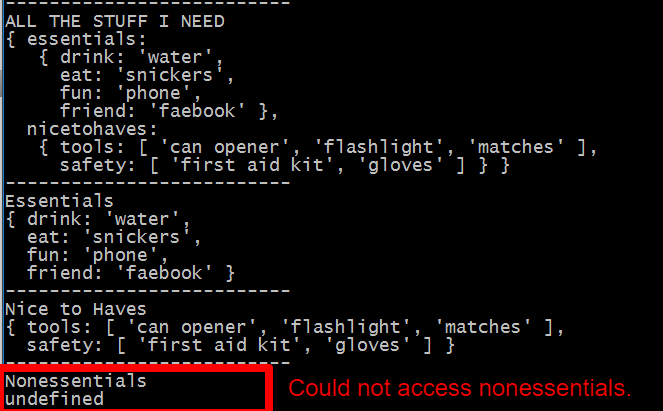 --------------------------
ALL THE STUFF I NEED
{ essentials:
   { drink: 'water',
     eat: 'snickers',
     fun: 'phone',
     friend: 'faebook' },
  nicetohaves:
   { tools: [ 'can opener', 'flashlight', 'matches' ],
     safety: [ 'first aid kit', 'gloves' ] } }
--------------------------
Essentials
{ drink: 'water',
  eat: 'snickers',
  fun: 'phone',
  friend: 'faebook' }
--------------------------
Nice to Haves
{ tools: [ 'can opener', 'flashlight', 'matches' ],
  safety: [ 'first aid kit', 'gloves' ] }
--------------------------
Nonessentials
undefined
Could not access nonessentials.